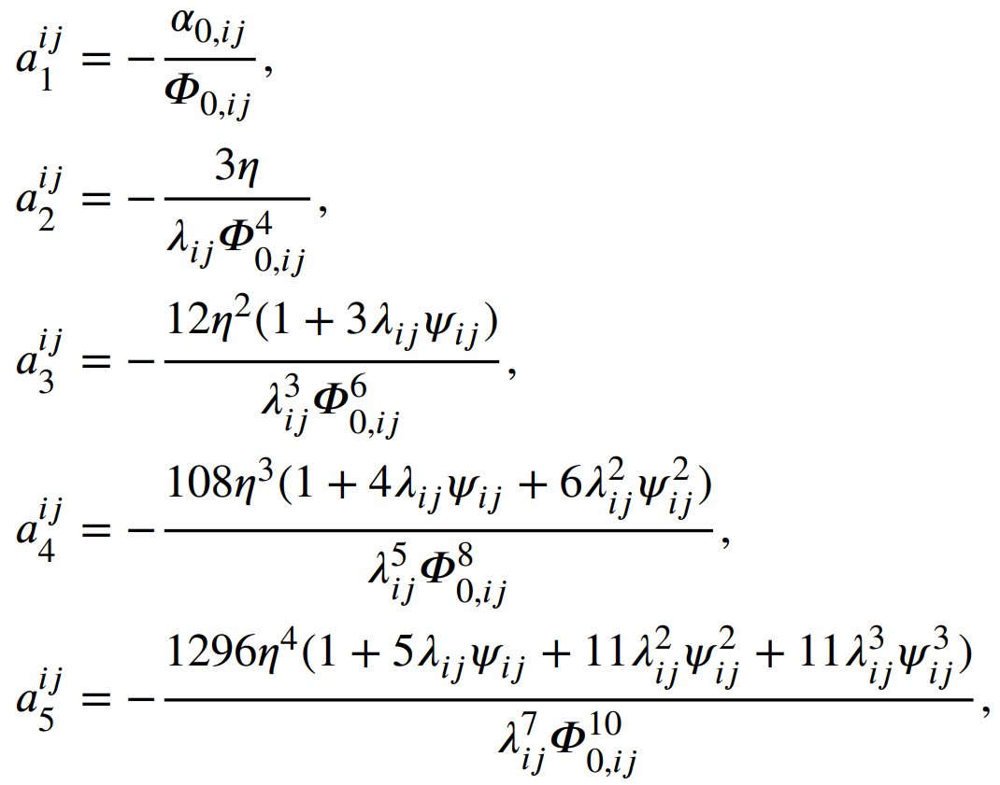 $a_1^{ij} = -\frac{\alpha_{0,ij}}{\Phi_{0,ij}},$
$a_2^{ij} = -\frac{3\eta}{\lambda_{ij}\Phi_{0,ij}^4},$
$a_3^{ij} = -\frac{12\eta^2(1 + 3\lambda_{ij}\psi_{ij})}{\lambda_{ij}^3\Phi_{0,ij}^6},$
$a_4^{ij} = -\frac{108\eta^3(1 + 4\lambda_{ij}\psi_{ij} + 6\lambda_{ij}^2\psi_{ij}^2)}{\lambda_{ij}^5\Phi_{0,ij}^8},$
$a_5^{ij} = -\frac{1296\eta^4(1 + 5\lambda_{ij}\psi_{ij} + 11\lambda_{ij}^2\psi_{ij}^2 + 11\lambda_{ij}^3\psi_{ij}^3)}{\lambda_{ij}^7\Phi_{0,ij}^{10}},$